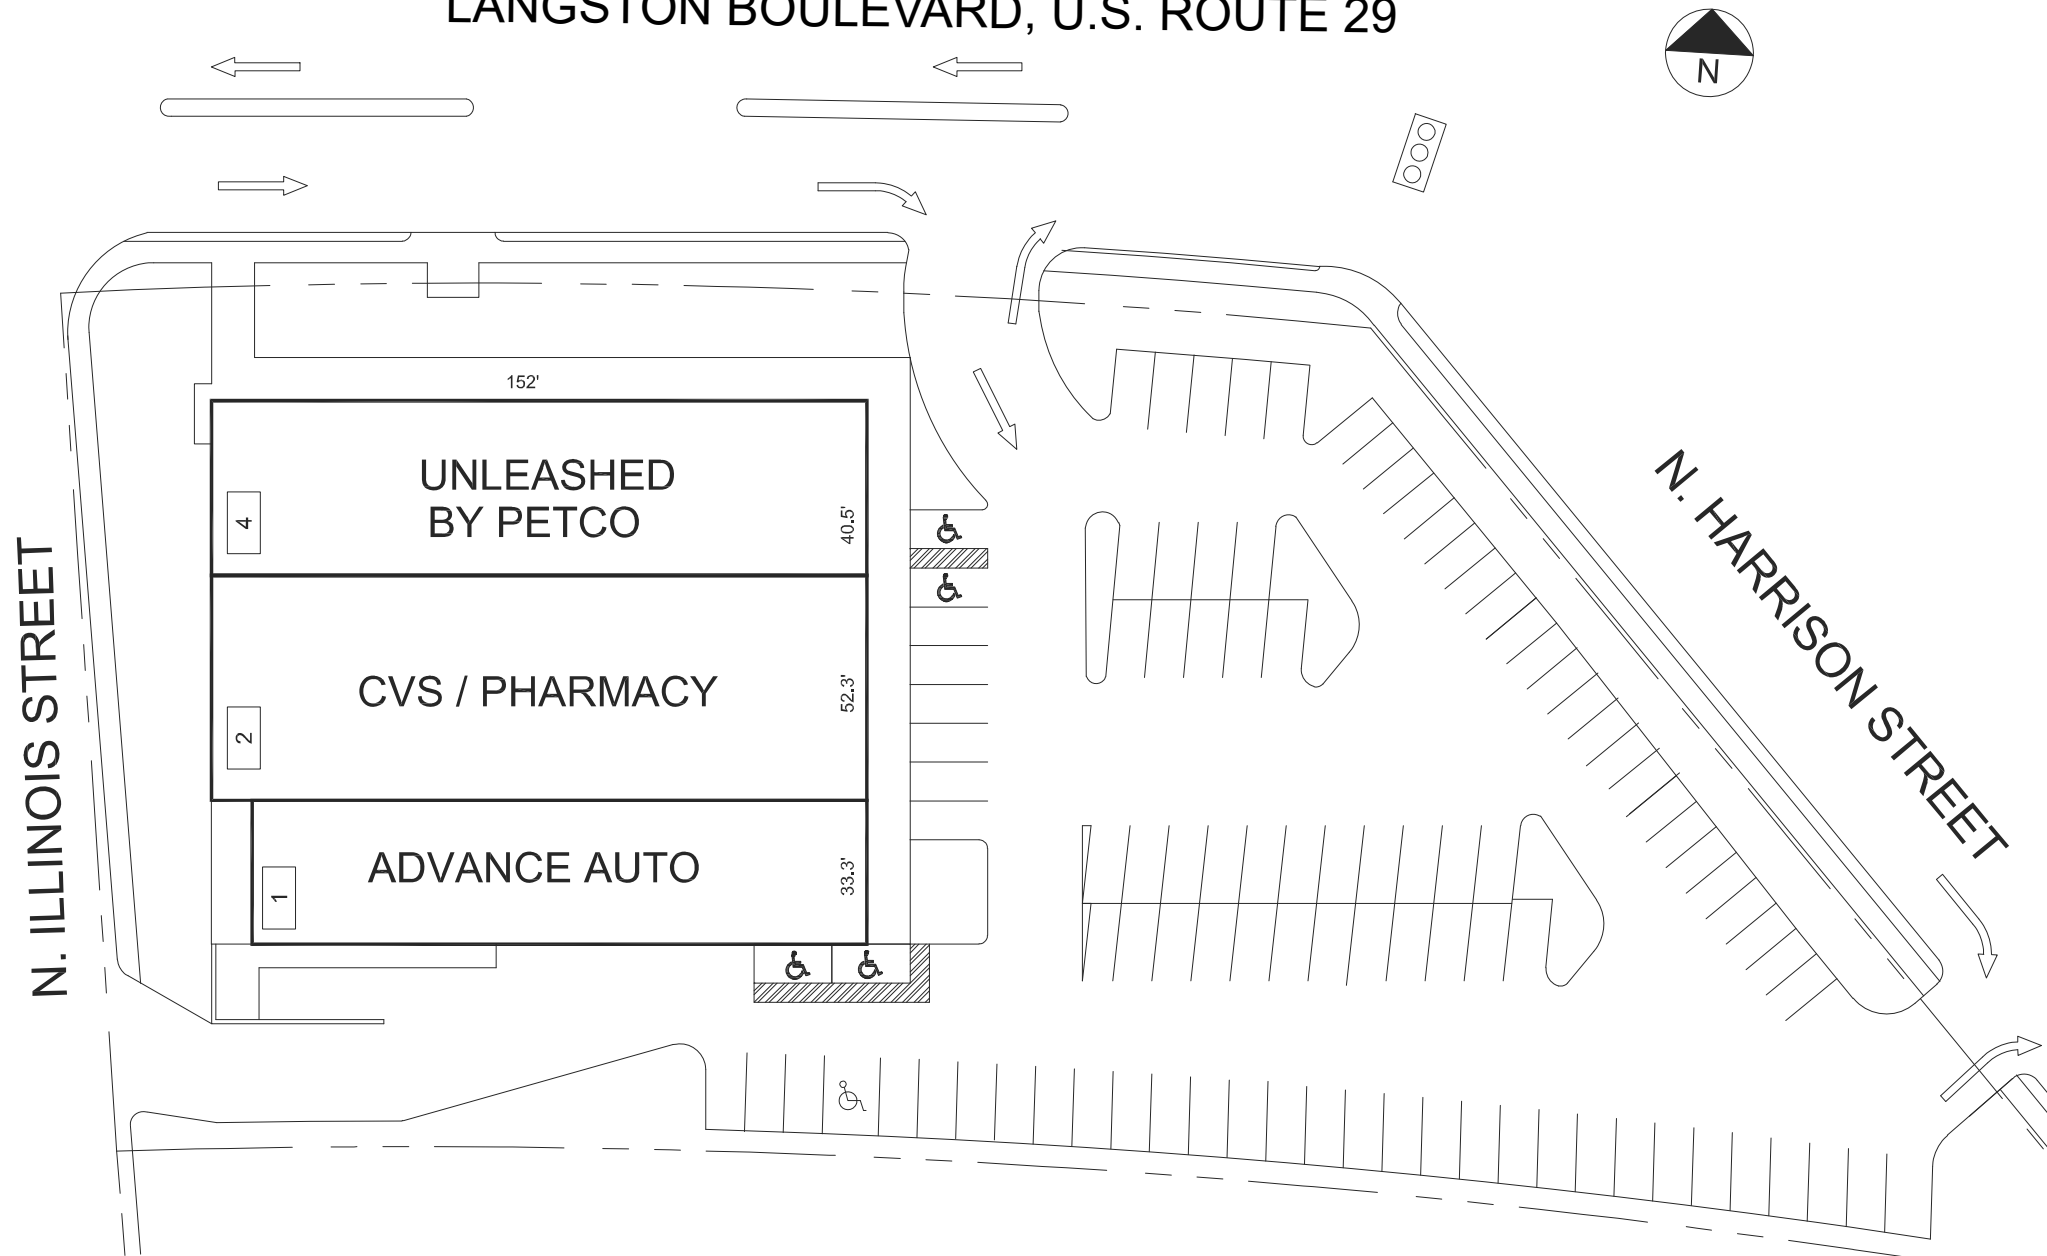 LANGSTON BOULEVARD, U.S. ROUTE 29
N
152'
UNLEASHED
BY PETCO
4
40.5'
CVS / PHARMACY
2
52.3'
ADVANCE AUTO
1
33.3'
N. ILLINOIS STREET
N. HARRISON STREET